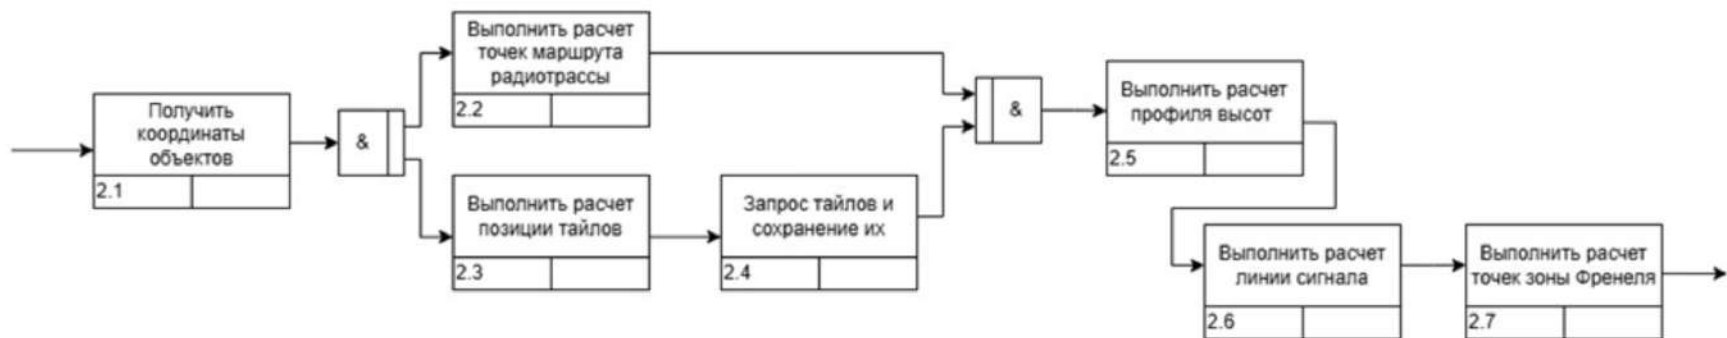 Получить
координаты
объектов
2.1
&
Выполнить расчет
точек маршрута
радиотрассы
2.2
Выполнить расчет
позиции тайлов
2.3
Запрос тайлов и
сохранение их
2.4
&
Выполнить расчет
профиля высот
2.5
Выполнить расчет
линии сигнала
2.6
Выполнить расчет
точек зоны Френеля
2.7